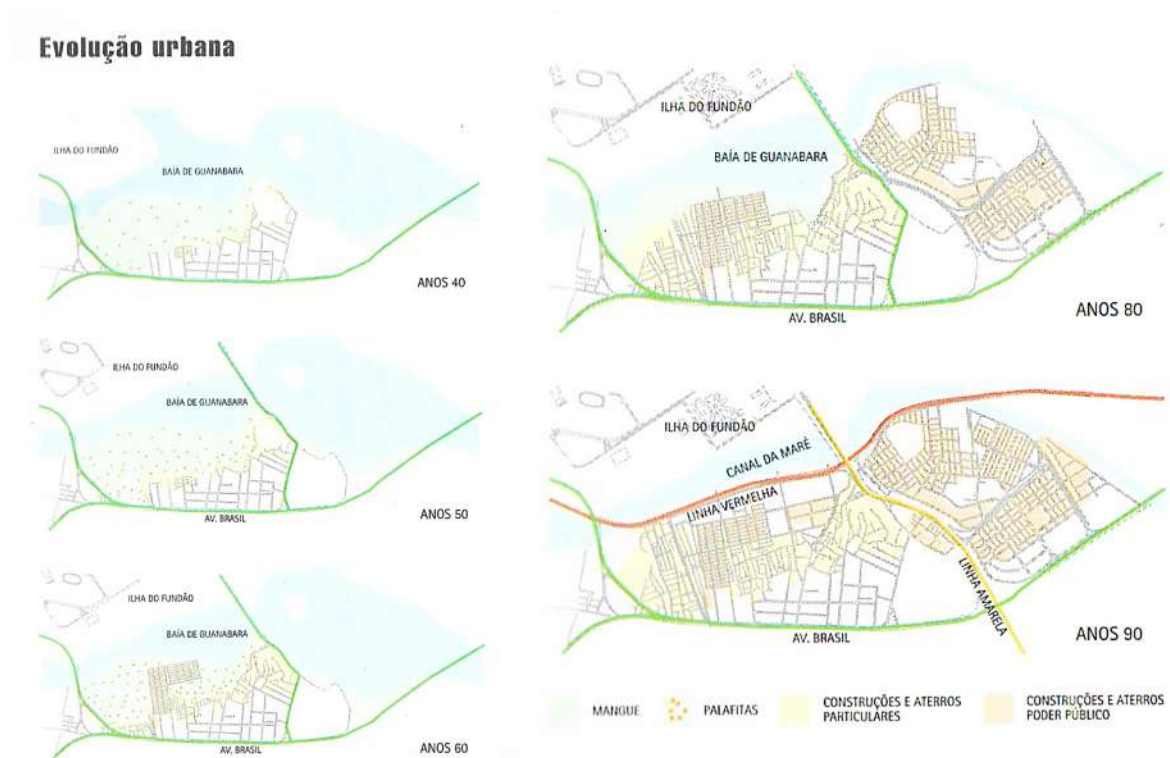 Evolução urbana
ILHA DO FUNDÃO
BAÍA DE GUANABARA
ANOS 40
ILHA DO FUNDÃO
BAÍA DE GUANABARA
AV. BRASIL
ANOS 50
ILHA DO FUNDÃO
BAÍA DE GUANABARA
AV. BRASIL
ANOS 60
ILHA DO FUNDÃO
BAÍA DE GUANABARA
AV. BRASIL
ANOS 80
ILHA DO FUNDÃO
CANAL DA MARÉ
LINHA VERMELHA
LINHA AMARELA
AV. BRASIL
ANOS 90
MANGUE
PALAFITAS
CONSTRUÇÕES E ATERROS
PARTICULARES
CONSTRUÇÕES E ATERROS
PODER PÚBLICO